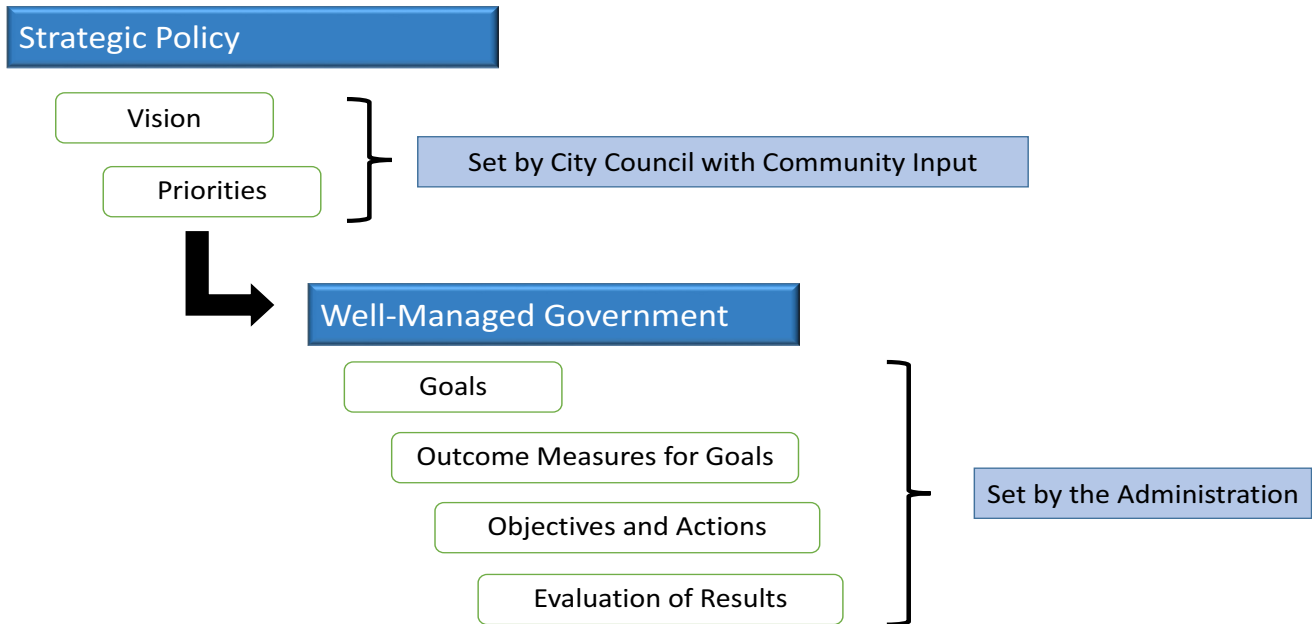 Strategic Policy
Vision
Set by City Council with Community Input
Priorities
Well-Managed Government
Goals
Outcome Measures for Goals
Set by the Administration
Objectives and Actions
Evaluation of Results